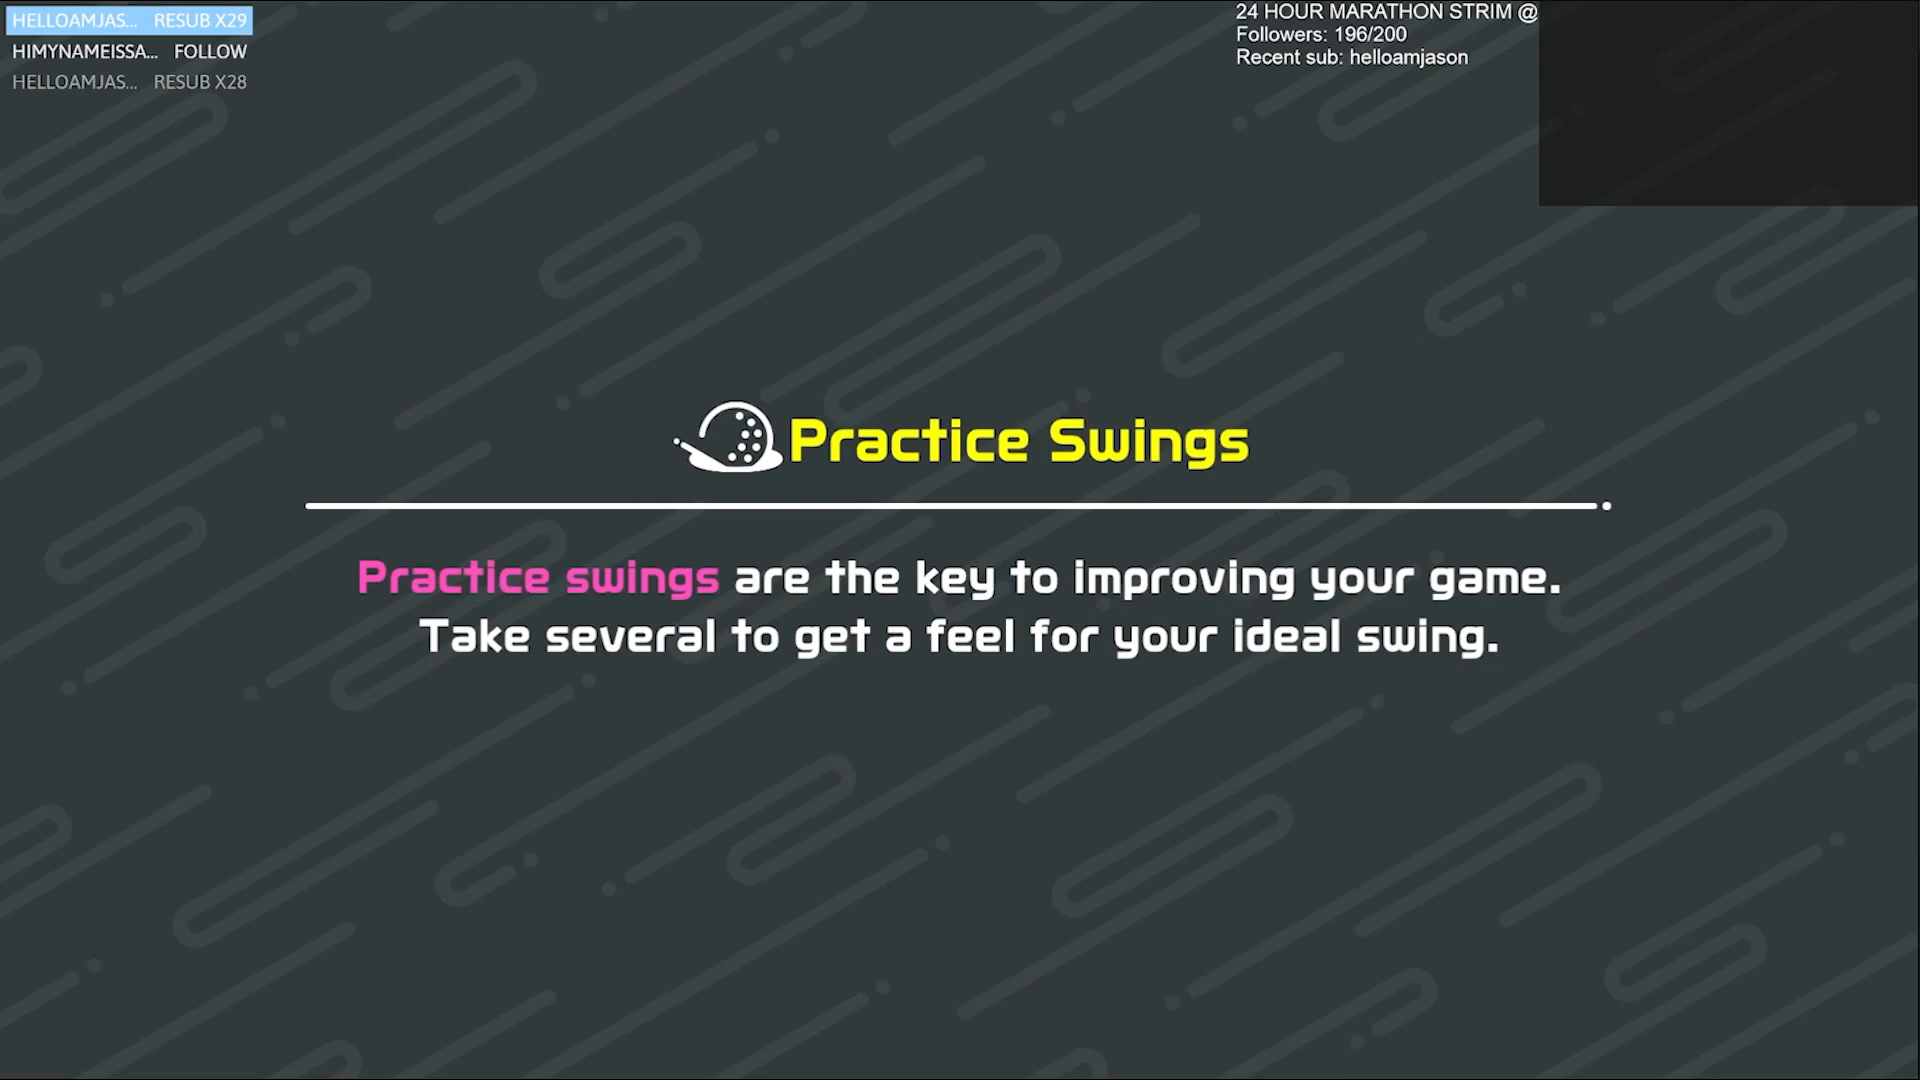 HELLOAMJAS... RESUB X29
HIMYNAMEISSA... FOLLOW
HELLOAMJAS... RESUB X28
24 HOUR MARATHON STRIM @
Followers: 196/200
Recent sub: helloamjason
Practice Swings
Practice swings are the key to improving your game.
Take several to get a feel for your ideal swing.